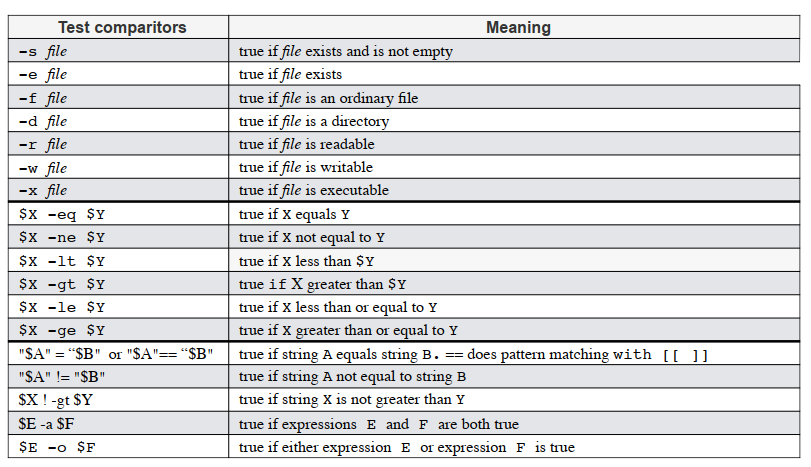 Test comparitors Meaning
-s file true if file exists and is not empty
-e file true if file exists
-f file true if file is an ordinary file
-d file true if file is a directory
-r file true if file is readable
-w file true if file is writable
-x file true if file is executable
$X -eq $Y true if X equals Y
$X -ne $Y true if X not equal to Y
$X -lt $Y true if X less than $Y
$X -gt $Y true if X greater than $Y
$X -le $Y true if X less than or equal to Y
$X -ge $Y true if X greater than or equal to Y
"$A" = “$B" or "$A"== “$B" true if string A equals string B. == does pattern matching with [[ ]]
"$A" != "$B" true if string A not equal to string B
$X ! -gt $Y true if string X is not greater than Y
$E -a $F true if expressions E and F are both true
$E -o $F true if either expression E or expression F is true